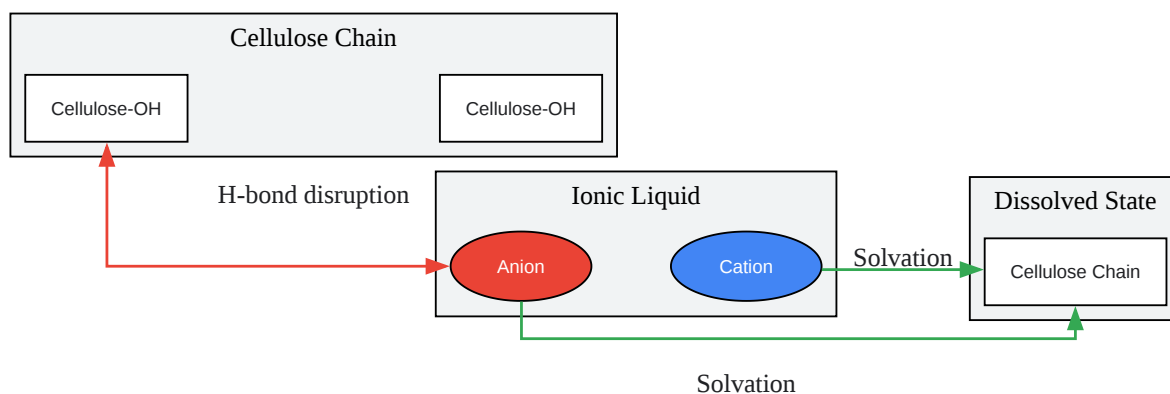 Cellulose Chain
Cellulose-OH
Cellulose-OH
H-bond disruption
Ionic Liquid
Dissolved State
Anion
Cation
Solvation
Cellulose Chain
Solvation